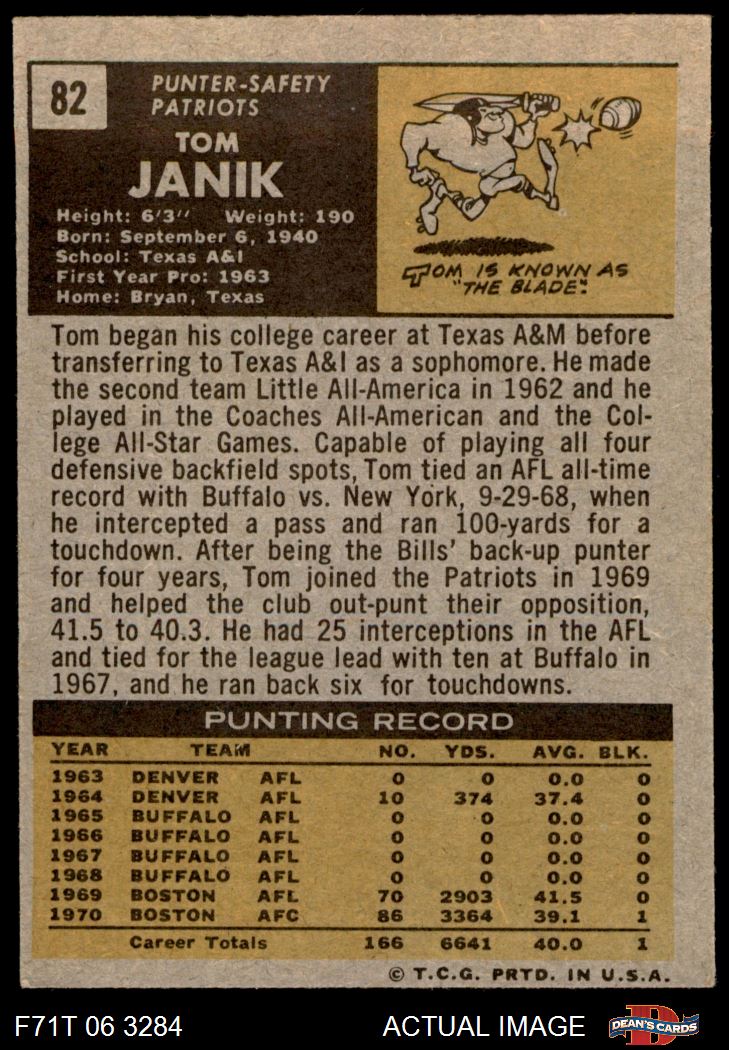 82
PUNTER-SAFETY
PATRIOTS
TOM
JANIK
Height: 6'3" Weight: 190
Born: September 6, 1940
School: Texas A&I
First Year Pro: 1963
Home: Bryan, Texas
TOM IS KNOWN AS
"THE BLADE".
Tom began his college career at Texas A&M before
transferring to Texas A&I as a sophomore. He made
the second team Little All-America in 1962 and he
played in the Coaches All-American and the Col-
lege All-Star Games. Capable of playing all four
defensive backfield spots, Tom tied an AFL all-time
record with Buffalo vs. New York, 9-29-68, when
he intercepted a pass and ran 100-yards for a
touchdown. After being the Bills' back-up punter
for four years, Tom joined the Patriots in 1969
and helped the club out-punt their opposition,
41.5 to 40.3. He had 25 interceptions in the AFL
and tied for the league lead with ten at Buffalo in
1967, and he ran back six for touchdowns.
PUNTING RECORD
YEAR TEAM NO. YDS. AVG. BLK.
1963 DENVER AFL 0 0 0.0 0
1964 DENVER AFL 10 374 37.4 0
1965 BUFFALO AFL 0 0 0.0 0
1966 BUFFALO AFL 0 0 0.0 0
1967 BUFFALO AFL 0 0 0.0 0
1968 BUFFALO AFL 0 0 0.0 0
1969 BOSTON AFL 70 2903 41.5 0
1970 BOSTON AFC 86 3364 39.1 1
Career Totals 166 6641 40.0 1
© T.C.G. PRTD. IN U.S.A.
F71T 06 3284 ACTUAL IMAGE D DEAN'S CARDS